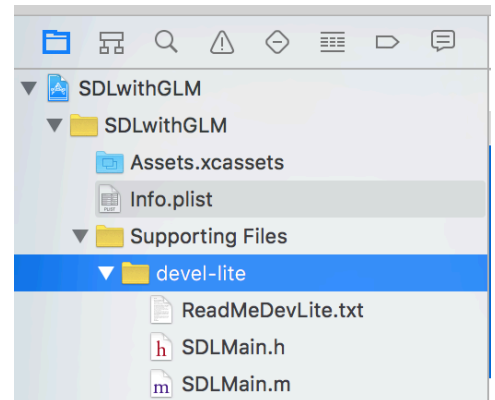 SDLwithGLM
SDLwithGLM
Assets.xcassets
Info.plist
Supporting Files
devel-lite
ReadMeDevLite.txt
h SDLMain.h
m SDLMain.m